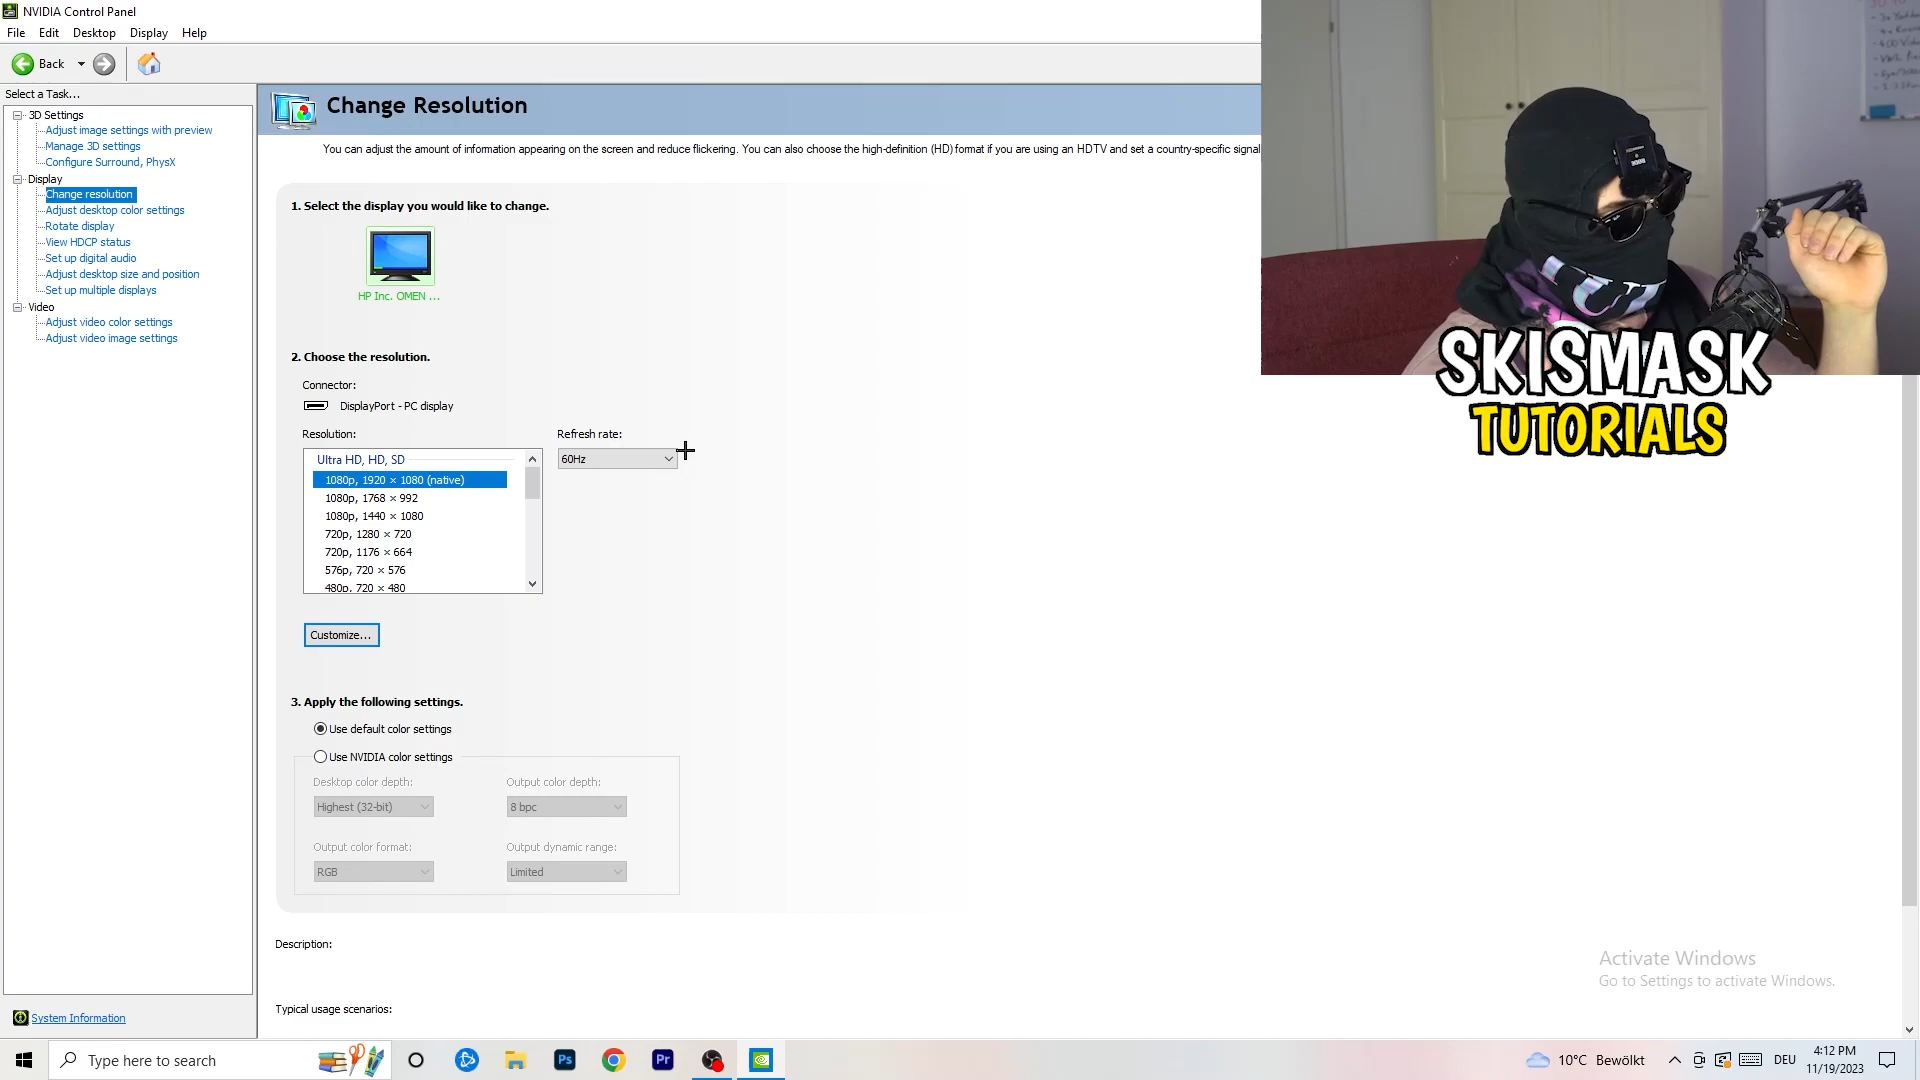 NVIDIA Control Panel
File Edit Desktop Display Help
Back
Select a Task...
3D Settings
Adjust image settings with preview
Manage 3D settings
Configure Surround, PhysX
Display
Change resolution
Adjust desktop color settings
Rotate display
View HDCP status
Set up digital audio
Adjust desktop size and position
Set up multiple displays
Video
Adjust video color settings
Adjust video image settings
System Information
Change Resolution
You can adjust the amount of information appearing on the screen and reduce flickering. You can also choose the high-definition (HD) format if you are using an HDTV and set a country-specific signal
1. Select the display you would like to change.
HP Inc. OMEN ...
2. Choose the resolution.
Connector:
DisplayPort - PC display
Resolution:
Refresh rate:
Ultra HD, HD, SD
60Hz
1080p, 1920 × 1080 (native)
1080p, 1768 × 992
1080p, 1440 × 1080
720p, 1280 × 720
720p, 1176 × 664
576p, 720 × 576
480p, 720 × 480
Customize...
3. Apply the following settings.
Use default color settings
Use NVIDIA color settings
Desktop color depth:
Output color depth:
Highest (32-bit)
8 bpc
Output color format:
Output dynamic range:
RGB
Limited
Description:
Typical usage scenarios:
SKISMASK
TUTORIALS
Activate Windows
Go to Settings to activate Windows.
Type here to search
Ps
Pr
10°C Bewölkt
DEU
4:12 PM
11/19/2023